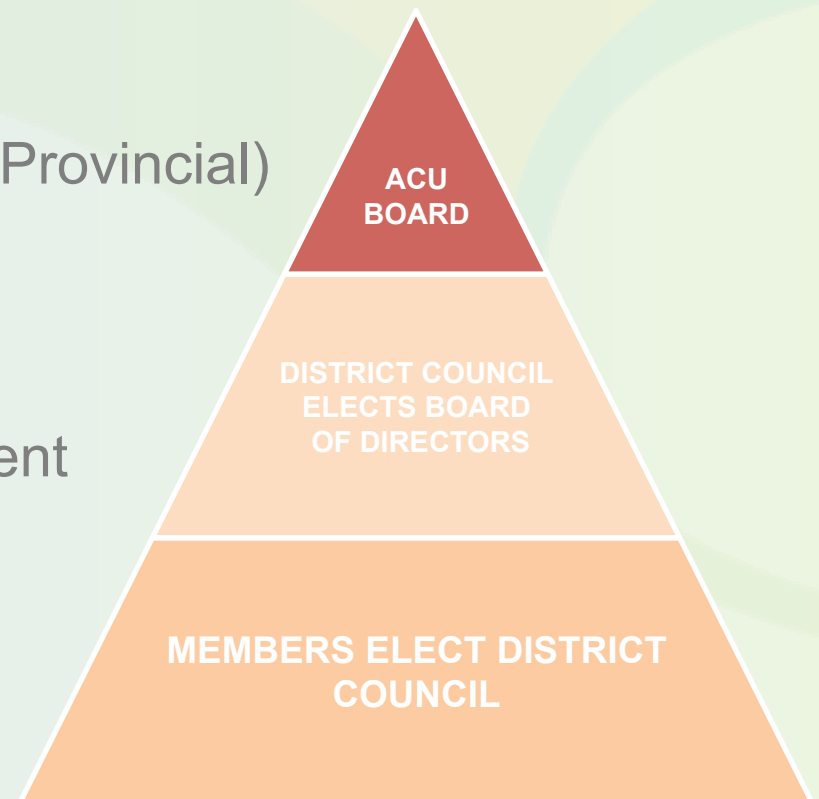 Provincial)
ACU
BOARD
DISTRICT COUNCIL
ELECTS BOARD
OF DIRECTORS
ent
MEMBERS ELECT DISTRICT
COUNCIL